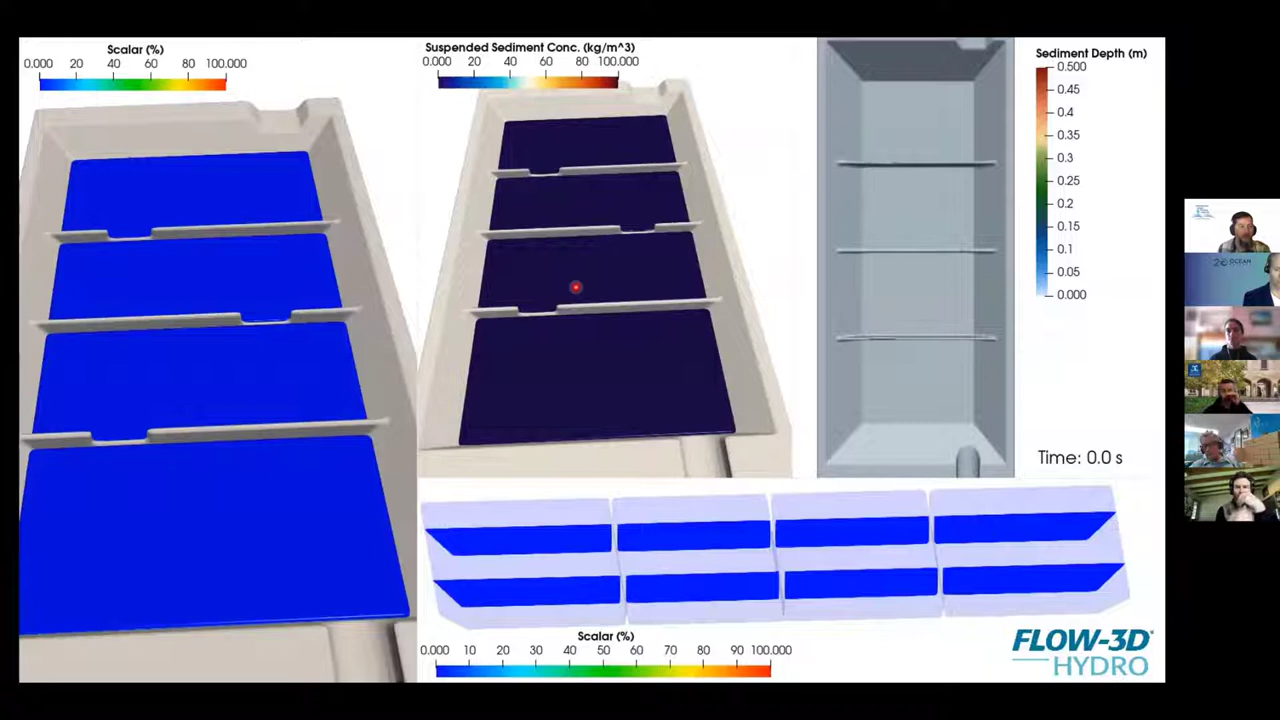 Scalar (%)
0.000 20 40 60 80 100.000
Suspended Sediment Conc. (kg/m^3)
0.000 20 40 60 80 100.000
Sediment Depth (m)
0.500
0.45
0.4
0.35
0.3
0.25
0.2
0.15
0.1
0.05
0.000
Time: 0.0 s
Scalar (%)
0.000 10 20 30 40 50 60 70 80 90 100.000
FLOW-3D
HYDRO
OCEAN